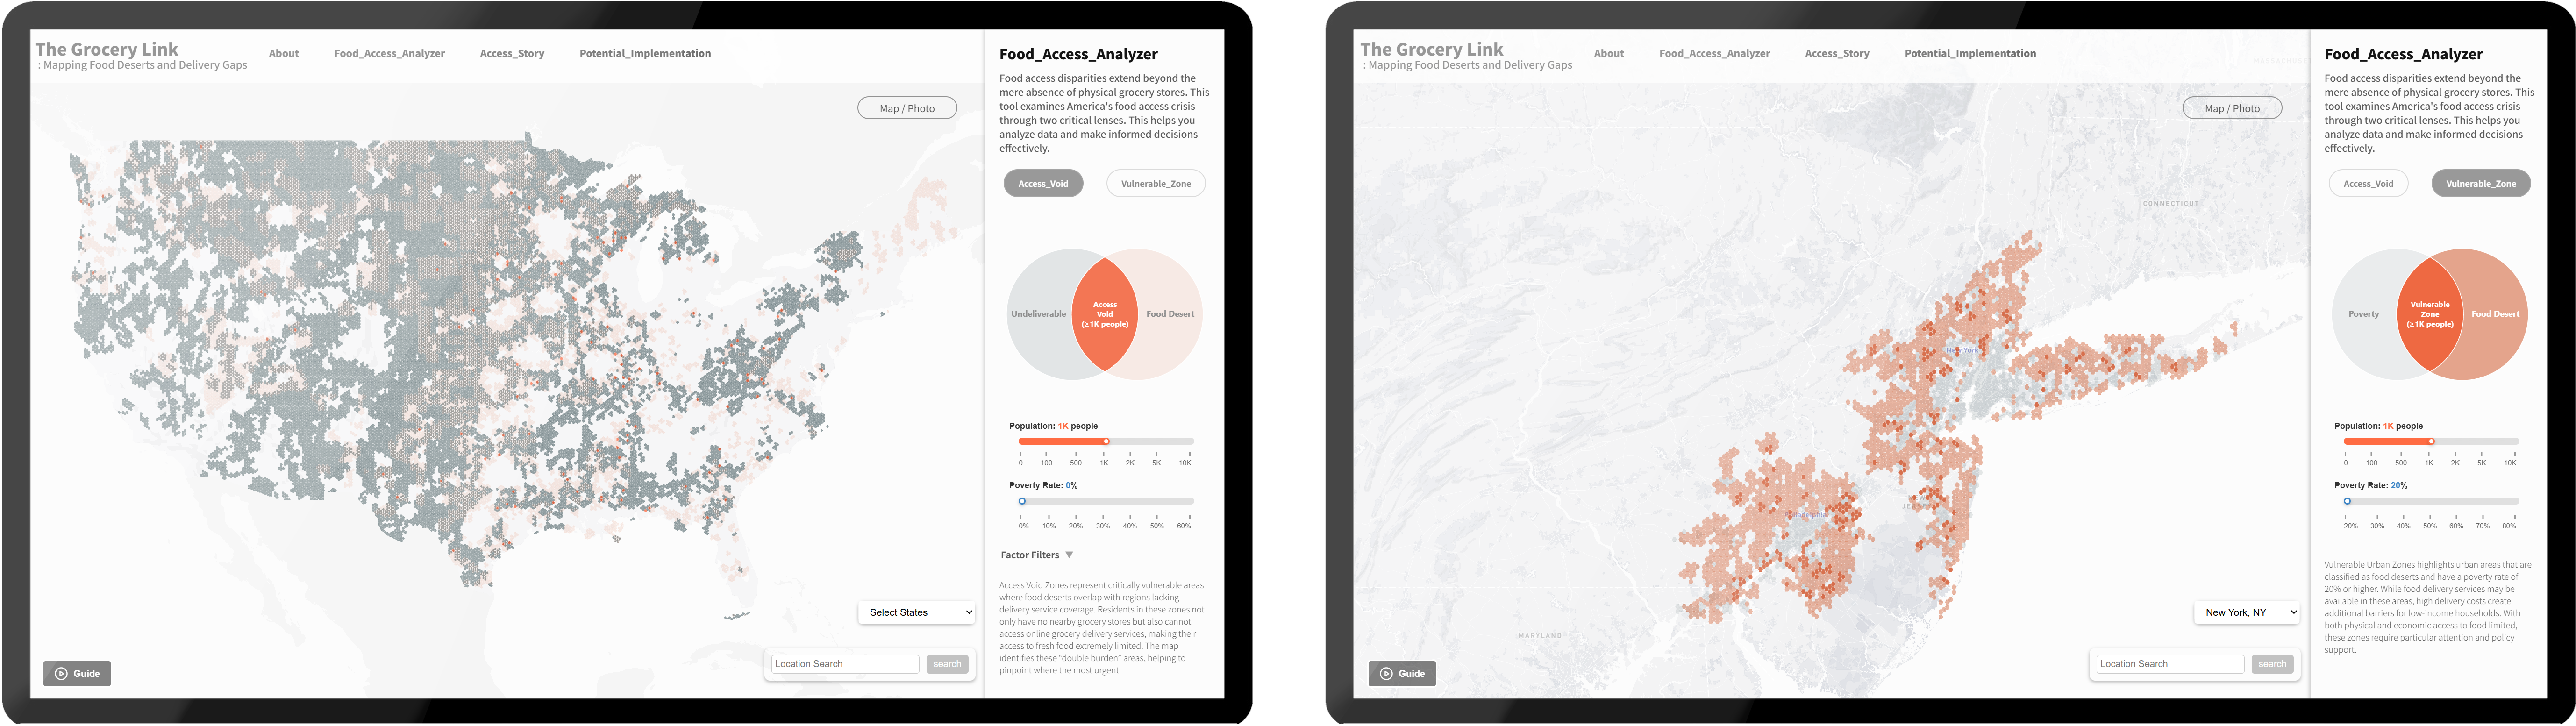 The Grocery Link
: Mapping Food Deserts and Delivery Gaps
About
Food_Access_Analyzer
Access_Story
Potential_Implementation
Map / Photo
Select States
Location Search
search
Guide
Food_Access_Analyzer
Food access disparities extend beyond the
mere absence of physical grocery stores. This
tool examines America's food access crisis
through two critical lenses. This helps you
analyze data and make informed decisions
effectively.
Access_Void
Vulnerable_Zone
Undeliverable
Access
Void
(≥1K people)
Food Desert
Population: 1K people
0 100 500 1K 2K 5K 10K
Poverty Rate: 0%
0% 10% 20% 30% 40% 50% 60%
Factor Filters ▼
Access Void Zones represent critically vulnerable areas
where food deserts overlap with regions lacking
delivery service coverage. Residents in these zones not
only have no nearby grocery stores but also cannot
access online grocery delivery services, making their
access to fresh food extremely limited. The map
identifies these "double burden" areas, helping to
pinpoint where the most urgent
The Grocery Link
: Mapping Food Deserts and Delivery Gaps
About
Food_Access_Analyzer
Access_Story
Potential_Implementation
Map / Photo
CONNECTICUT
New York
Philadelphia
MARYLAND
New York, NY
Location Search
search
Guide
Food_Access_Analyzer
Food access disparities extend beyond the
mere absence of physical grocery stores. This
tool examines America's food access crisis
through two critical lenses. This helps you
analyze data and make informed decisions
effectively.
Access_Void
Vulnerable_Zone
Poverty
Vulnerable
Zone
(≥1K people)
Food Desert
Population: 1K people
0 100 500 1K 2K 5K 10K
Poverty Rate: 20%
20% 30% 40% 50% 60% 70% 80%
Vulnerable Urban Zones highlights urban areas that are
classified as food deserts and have a poverty rate of
20% or higher. While food delivery services may be
available in these areas, high delivery costs create
additional barriers for low-income households. With
both physical and economic access to food limited,
these zones require particular attention and policy
support.